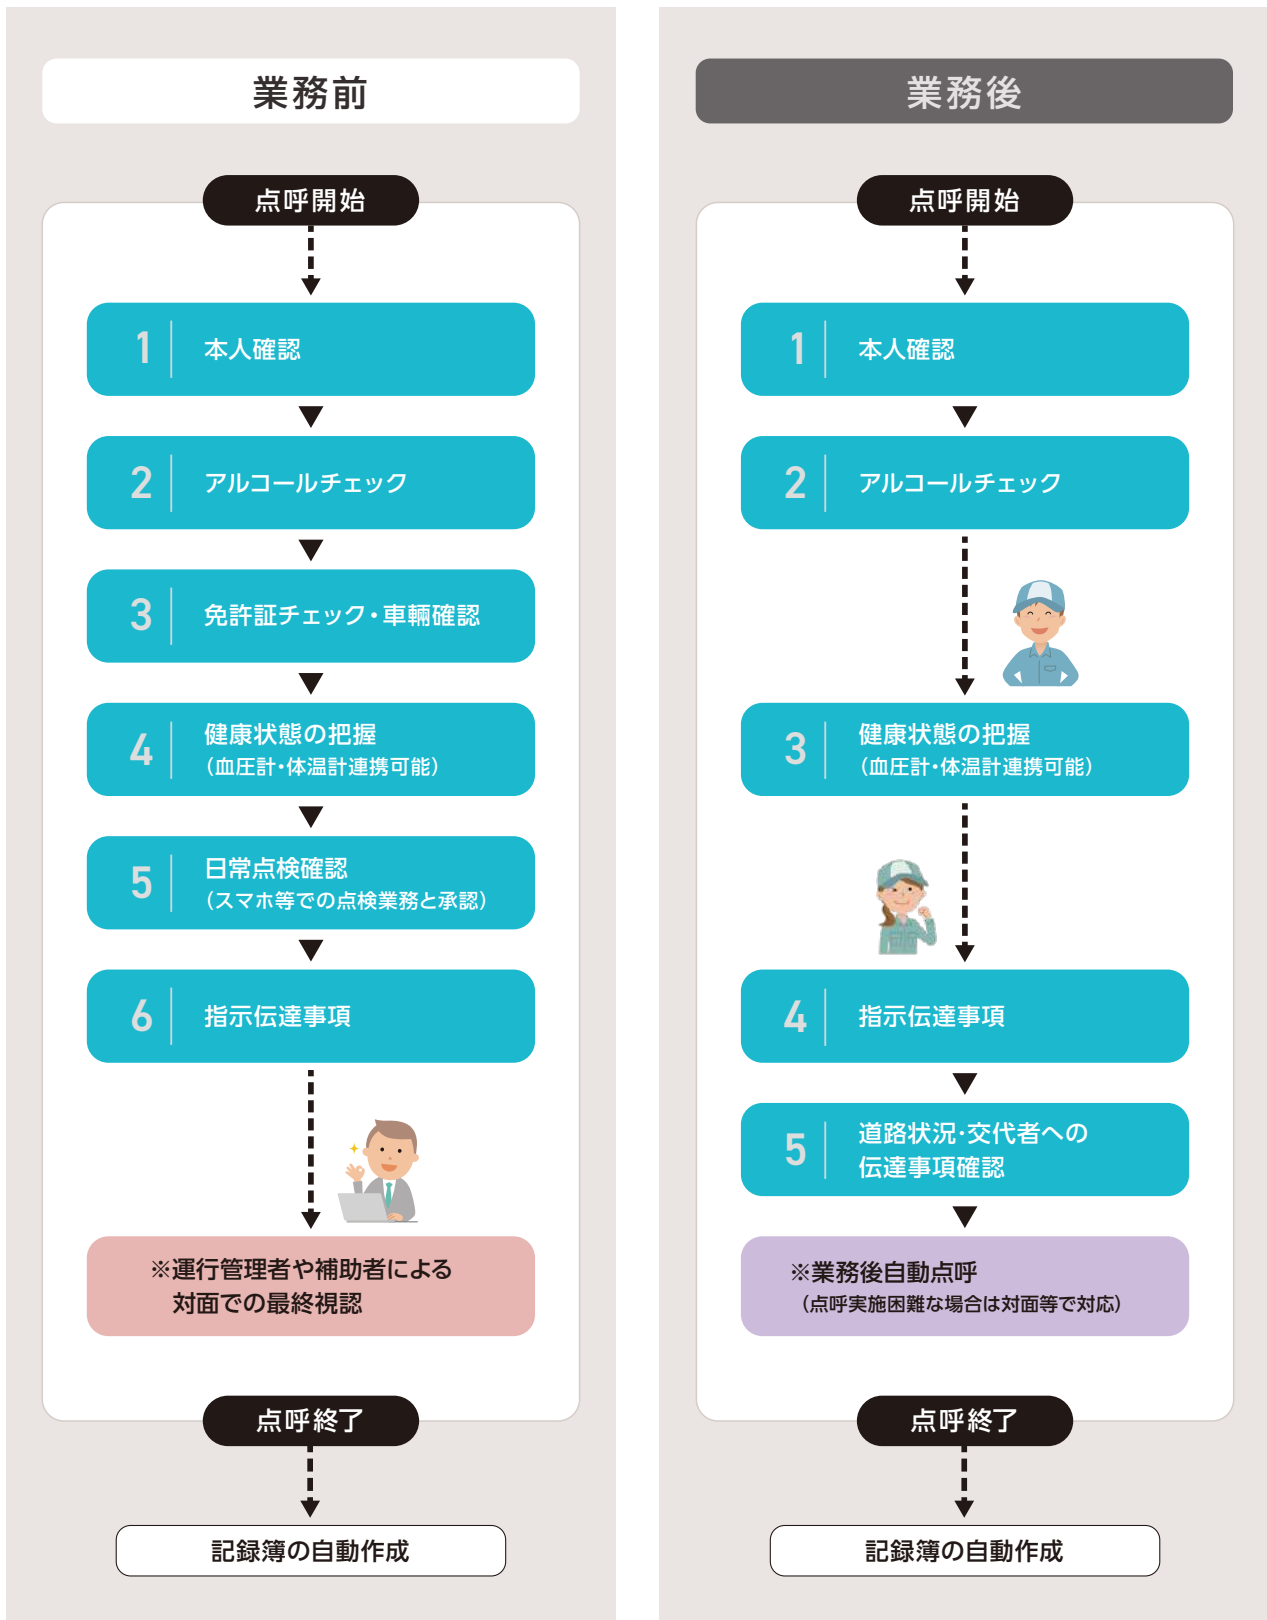 業務前
点呼開始
1 本人確認
2 アルコールチェック
3 免許証チェック・車輛確認
4 健康状態の把握
（血圧計・体温計連携可能）
5 日常点検確認
（スマホ等での点検業務と承認）
6 指示伝達事項
※運行管理者や補助者による
対面での最終視認
点呼終了
記録簿の自動作成
業務後
点呼開始
1 本人確認
2 アルコールチェック
3 健康状態の把握
（血圧計・体温計連携可能）
4 指示伝達事項
5 道路状況・交代者への
伝達事項確認
※業務後自動点呼
（点呼実施困難な場合は対面等で対応）
点呼終了
記録簿の自動作成